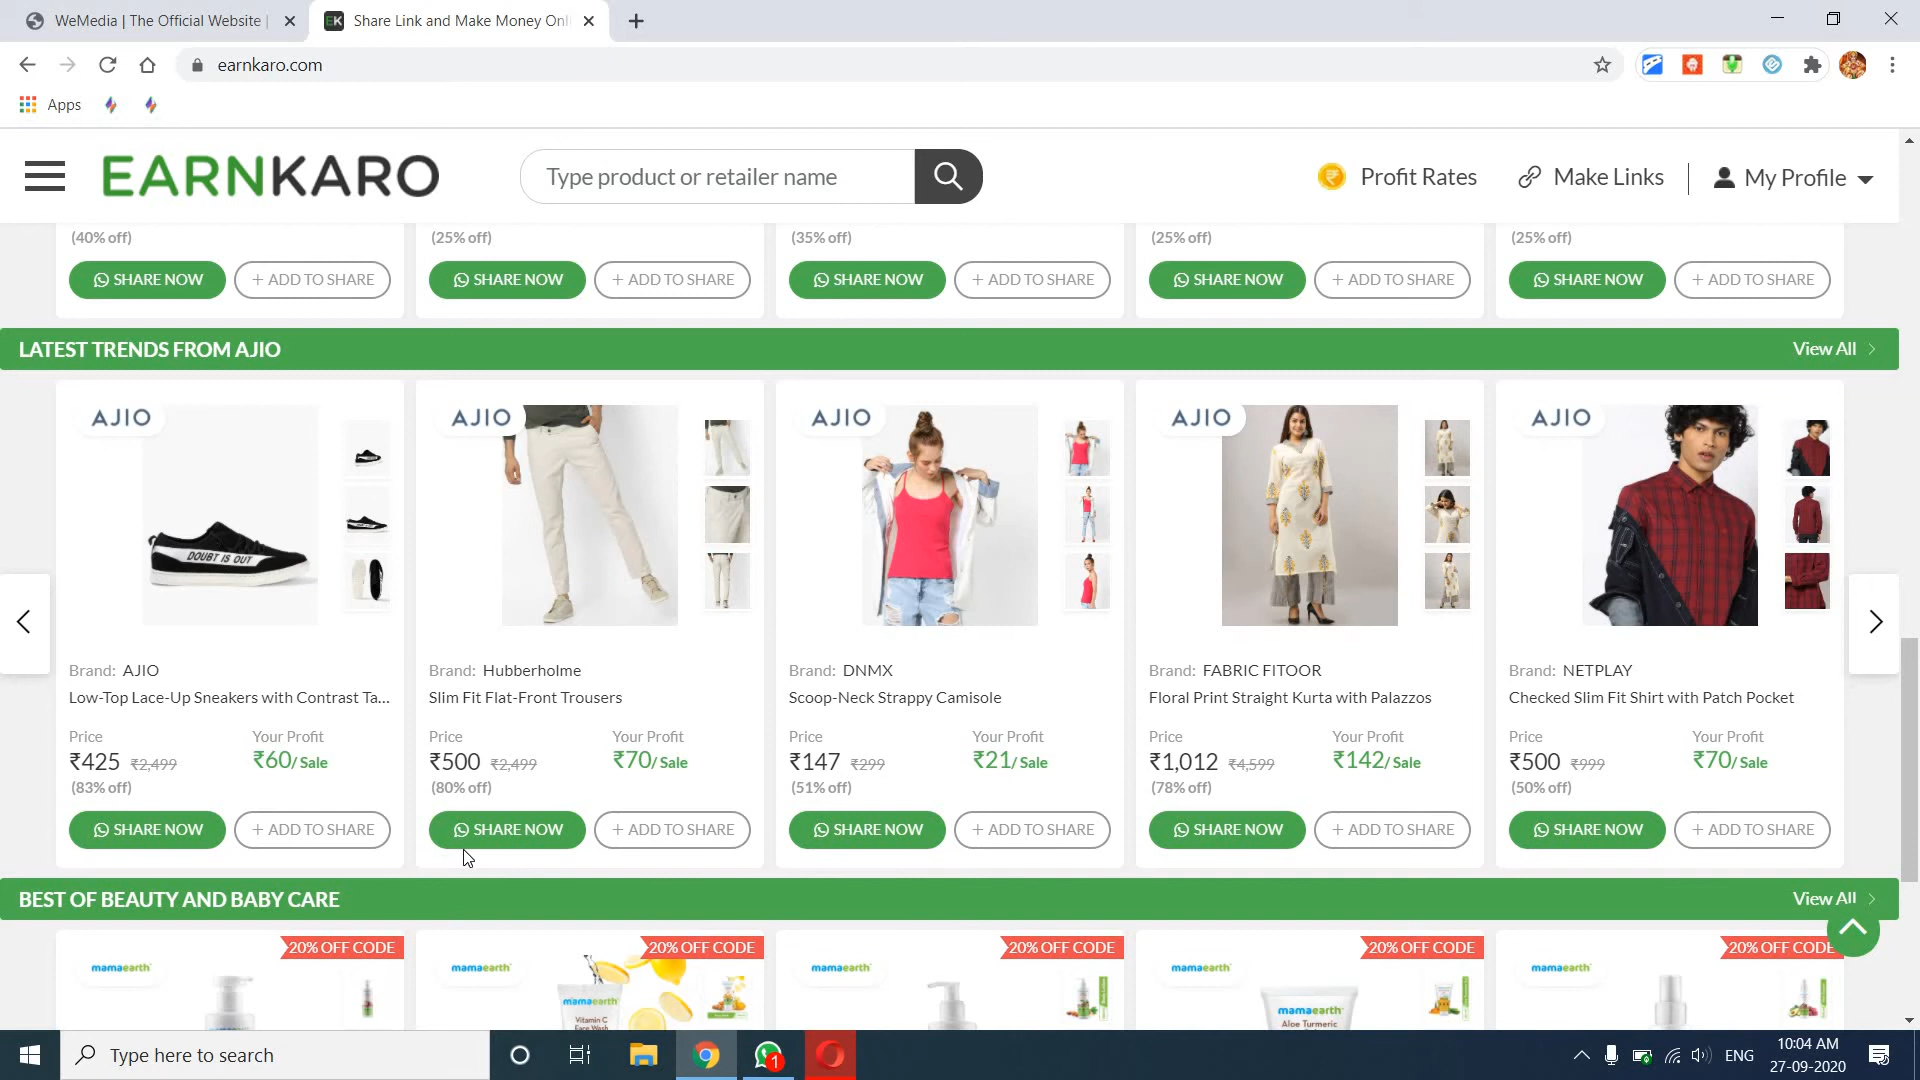 WeMedia | The Official Website |
EK Share Link and Make Money Onl
earnkaro.com
Apps
EARNKARO
Type product or retailer name
Profit Rates
Make Links
My Profile
(40% off) (25% off) (35% off) (25% off) (25% off)
SHARE NOW + ADD TO SHARE SHARE NOW + ADD TO SHARE SHARE NOW + ADD TO SHARE SHARE NOW + ADD TO SHARE SHARE NOW + ADD TO SHARE
LATEST TRENDS FROM AJIO View All
AJIO AJIO AJIO AJIO AJIO
DOUBT IS OUT
Brand: AJIO Brand: Hubberholme Brand: DNMX Brand: FABRIC FITOOR Brand: NETPLAY
Low-Top Lace-Up Sneakers with Contrast Ta... Slim Fit Flat-Front Trousers Scoop-Neck Strappy Camisole Floral Print Straight Kurta with Palazzos Checked Slim Fit Shirt with Patch Pocket
Price Your Profit Price Your Profit Price Your Profit Price Your Profit Price Your Profit
₹425 ₹2,499 ₹60/ Sale ₹500 ₹2,499 ₹70/ Sale ₹147 ₹299 ₹21/ Sale ₹1,012 ₹4,599 ₹142/ Sale ₹500 ₹999 ₹70/ Sale
(83% off) (80% off) (51% off) (78% off) (50% off)
SHARE NOW + ADD TO SHARE SHARE NOW + ADD TO SHARE SHARE NOW + ADD TO SHARE SHARE NOW + ADD TO SHARE SHARE NOW + ADD TO SHARE
BEST OF BEAUTY AND BABY CARE View All
20% OFF CODE 20% OFF CODE 20% OFF CODE 20% OFF CODE 20% OFF CODE
mamaearth mamaearth mamaearth mamaearth mamaearth
mamaearth mamaearth
Vitamin C Aloe Turmeric
Face Wash
Type here to search
1
ENG
10:04 AM
27-09-2020